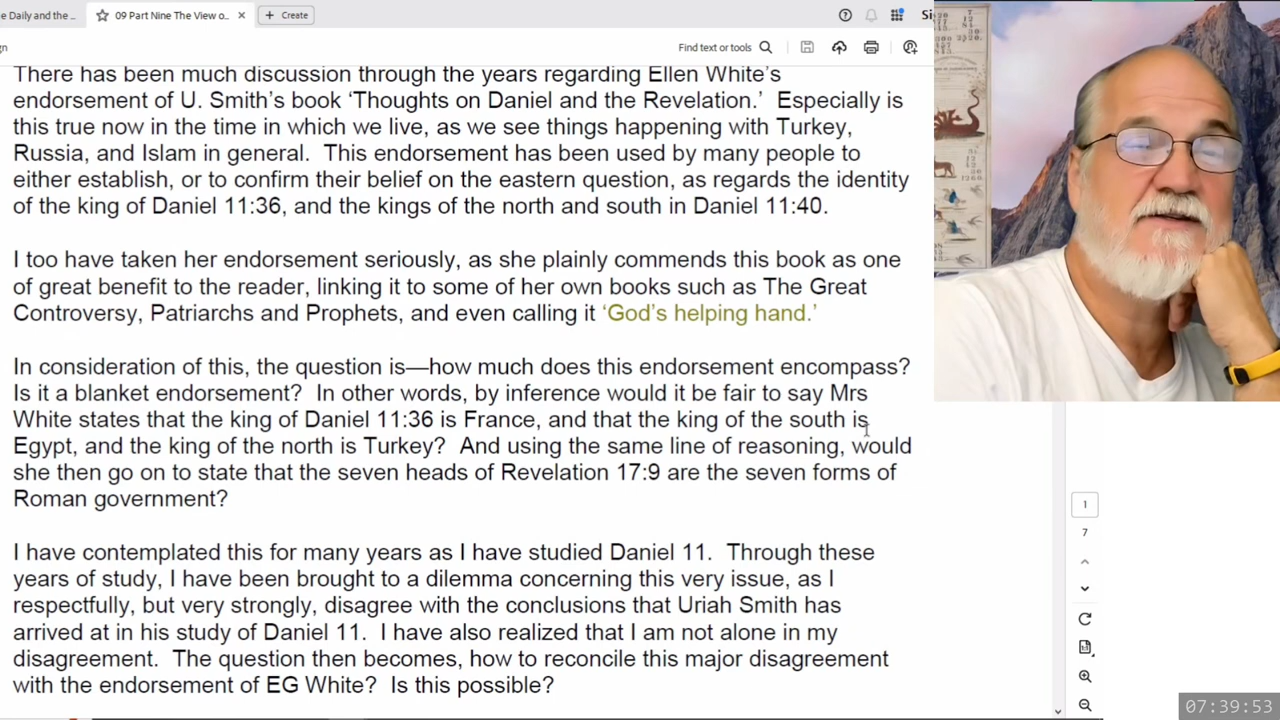 e Daily and the ...
09 Part Nine The View o...
Create
gn
Find text or tools
There has been much discussion through the years regarding Ellen White's
endorsement of U. Smith's book 'Thoughts on Daniel and the Revelation.' Especially is
this true now in the time in which we live, as we see things happening with Turkey,
Russia, and Islam in general. This endorsement has been used by many people to
either establish, or to confirm their belief on the eastern question, as regards the identity
of the king of Daniel 11:36, and the kings of the north and south in Daniel 11:40.
I too have taken her endorsement seriously, as she plainly commends this book as one
of great benefit to the reader, linking it to some of her own books such as The Great
Controversy, Patriarchs and Prophets, and even calling it 'God's helping hand.'
In consideration of this, the question is—how much does this endorsement encompass?
Is it a blanket endorsement? In other words, by inference would it be fair to say Mrs
White states that the king of Daniel 11:36 is France, and that the king of the south is
Egypt, and the king of the north is Turkey? And using the same line of reasoning, would
she then go on to state that the seven heads of Revelation 17:9 are the seven forms of
Roman government?
I have contemplated this for many years as I have studied Daniel 11. Through these
years of study, I have been brought to a dilemma concerning this very issue, as I
respectfully, but very strongly, disagree with the conclusions that Uriah Smith has
arrived at in his study of Daniel 11. I have also realized that I am not alone in my
disagreement. The question then becomes, how to reconcile this major disagreement
with the endorsement of EG White? Is this possible?
1
7
07:39:53